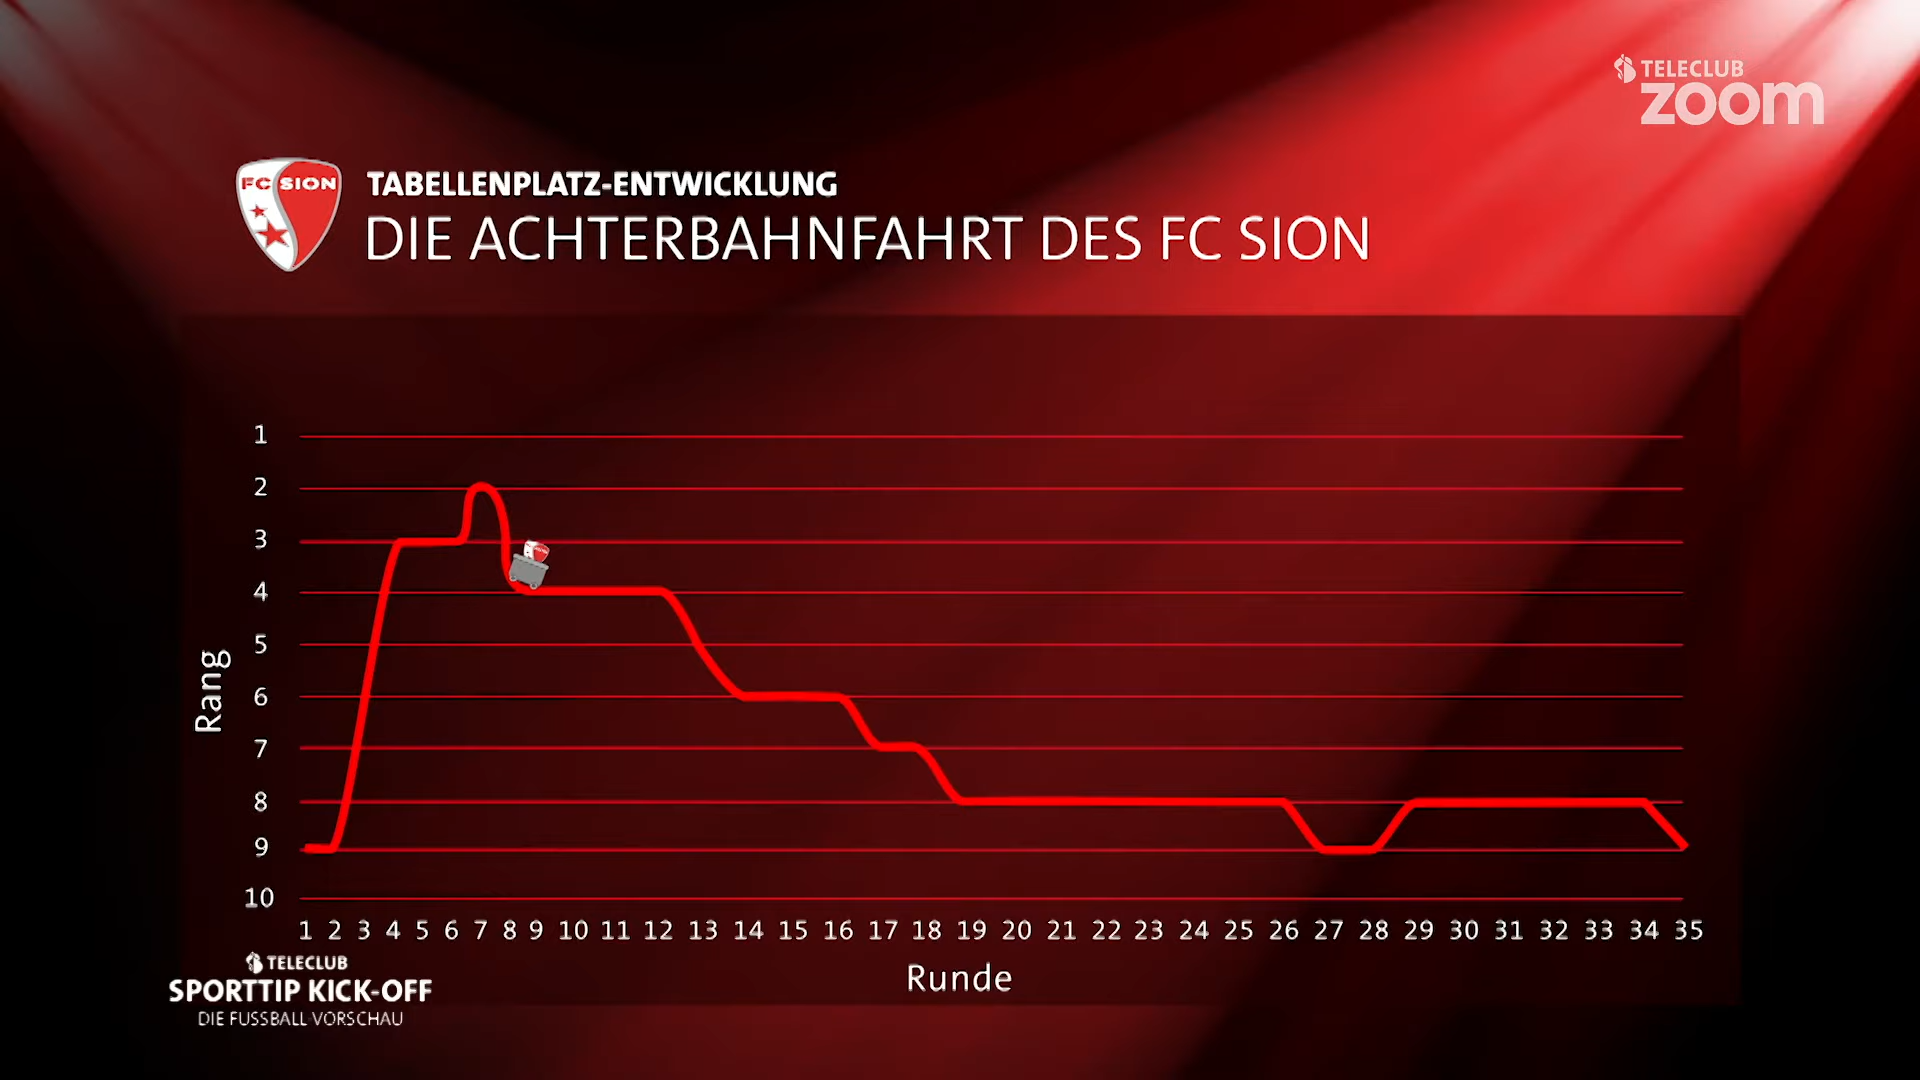 TELECLUB
zoom
FC SION
TABELLENPLATZ-ENTWICKLUNG
DIE ACHTERBAHNFAHRT DES FC SION
1
2
3
4
5
6
7
8
9
10
Rang
1 2 3 4 5 6 7 8 9 10 11 12 13 14 15 16 17 18 19 20 21 22 23 24 25 26 27 28 29 30 31 32 33 34 35
Runde
TELECLUB
SPORTTIP KICK-OFF
DIE FUSSBALL-VORSCHAU